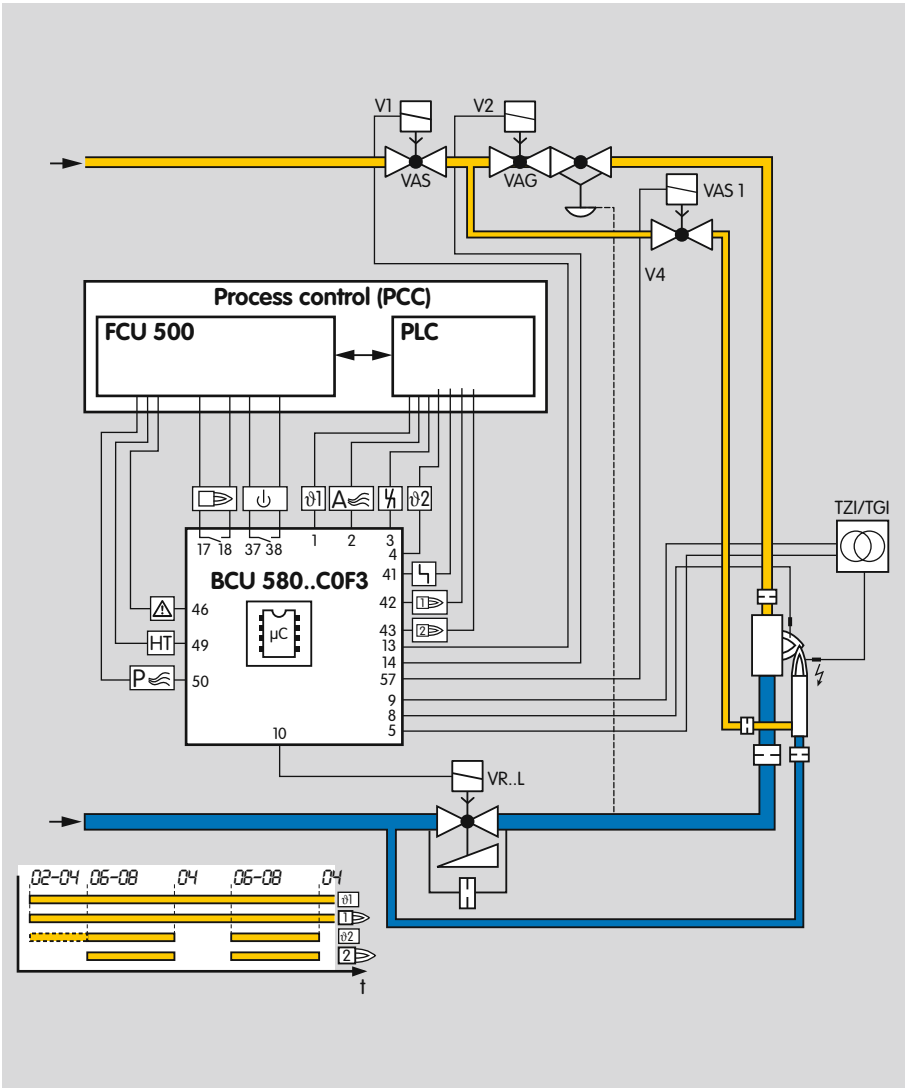 V1
V2
VAS
VAG
VAS 1
V4
Process control (PCC)
FCU 500
PLC
ϑ1
A
ϑ2
TZI/TGI
17 18
37 38
1
2
3
4
BCU 580..C0F3
41
µC
46
42
1
HT
49
43
2
13
14
P
50
57
9
8
5
10
VR..L
02-04 06-08 04 06-08 04
ϑ1
1
ϑ2
2
t